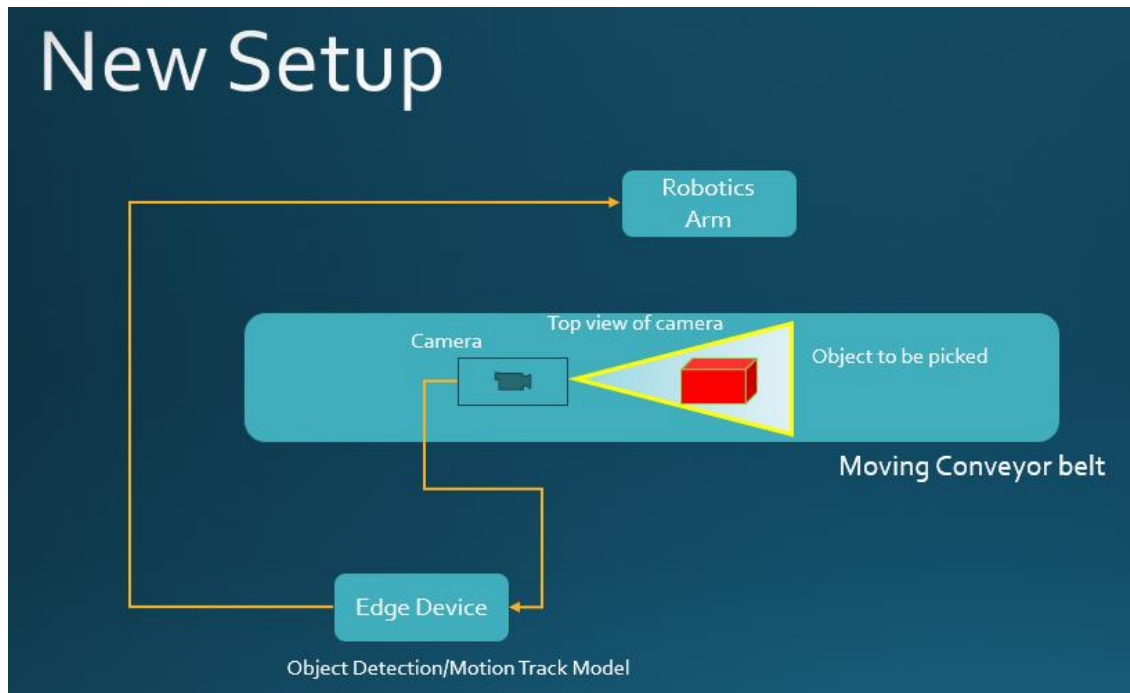 New Setup
Robotics
Arm
Top view of camera
Camera
Object to be picked
Moving Conveyor belt
Edge Device
Object Detection/Motion Track Model